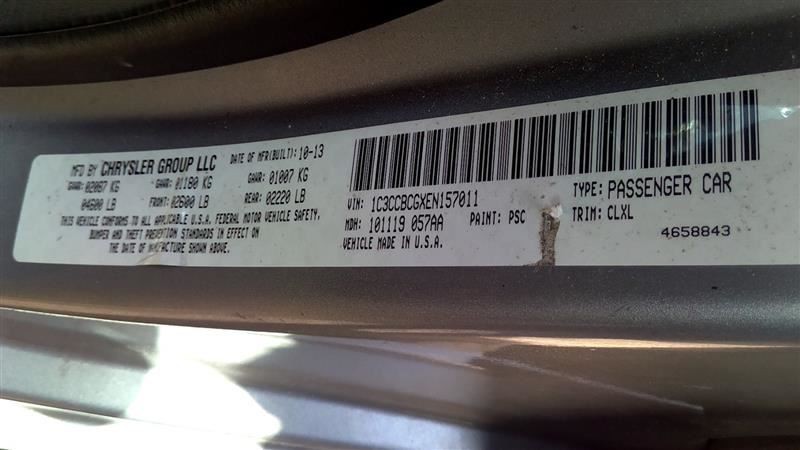 MFD BY CHRYSLER GROUP LLC DATE OF MFR(BUILT): 10-13
GVWR: 02087 KG GAWR: 01180 KG GAWR: 01007 KG
04600 LB FRONT: 02600 LB REAR: 02220 LB
THIS VEHICLE CONFORMS TO ALL APPLICABLE U.S.A. FEDERAL MOTOR VEHICLE SAFETY,
BUMPER AND THEFT PREVENTION STANDARDS IN EFFECT ON
THE DATE OF MANUFACTURE SHOWN ABOVE.
VIN: 1C3CCBCGXEN157011 TYPE: PASSENGER CAR
MDH: 101119 057AA PAINT: PSC TRIM: CLXL
VEHICLE MADE IN U.S.A. 4658843